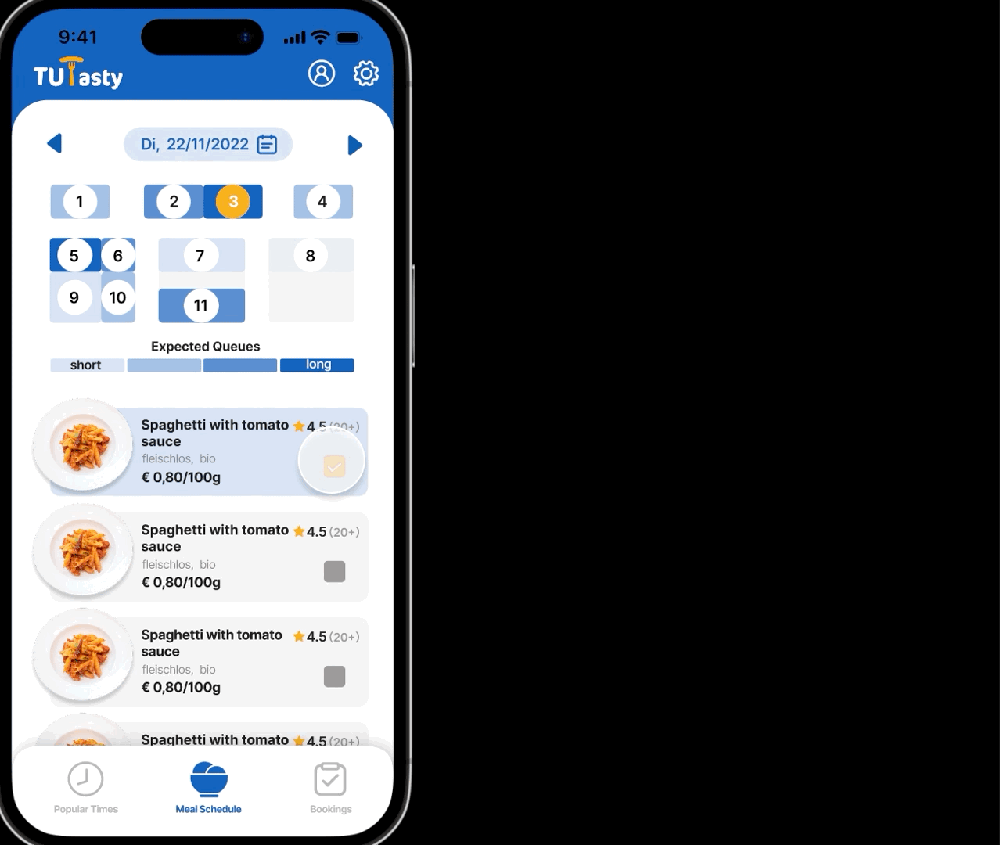 9:41
TUTasty
Di, 22/11/2022
1 2 3 4
5 6 7 8
9 10 11
Expected Queues
short long
Spaghetti with tomato 4.5 (20+)
sauce
fleischlos, bio
€ 0,80/100g
Spaghetti with tomato 4.5 (20+)
sauce
fleischlos, bio
€ 0,80/100g
Spaghetti with tomato 4.5 (20+)
sauce
fleischlos, bio
€ 0,80/100g
Spaghetti with tomato 4.5 (20+)
Popular Times Meal Schedule Bookings